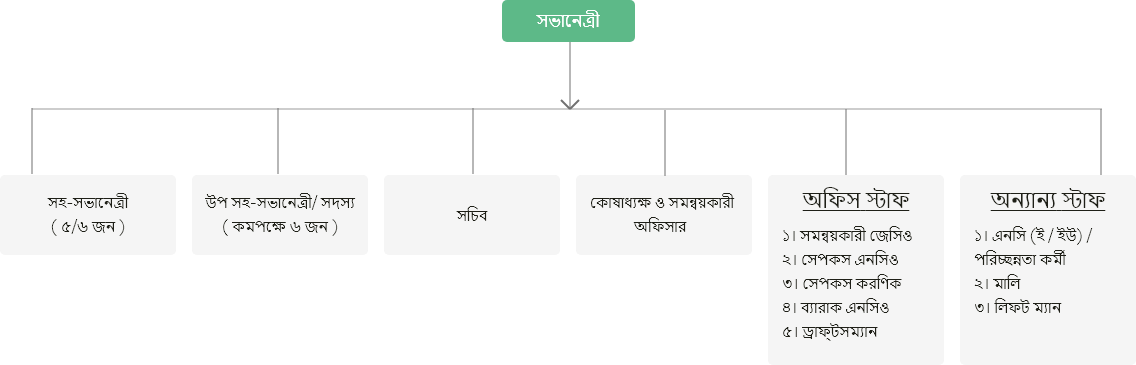 সভানেত্রী
সহ-সভানেত্রী
( ৫/৬ জন )
উপ সহ-সভানেত্রী/ সদস্য
( কমপক্ষে ৬ জন )
সচিব
কোষাধ্যক্ষ ও সমন্বয়কারী
অফিসার
অফিস স্টাফ
১। সমন্বয়কারী জেসিও
২। সেপকস এনসিও
৩। সেপকস করণিক
৪। ব্যারাক এনসিও
৫। ড্রাফ্টসম্যান
অন্যান্য স্টাফ
১। এনসি (ই / ইউ) /
পরিচ্ছন্নতা কর্মী
২। মালি
৩। লিফট ম্যান